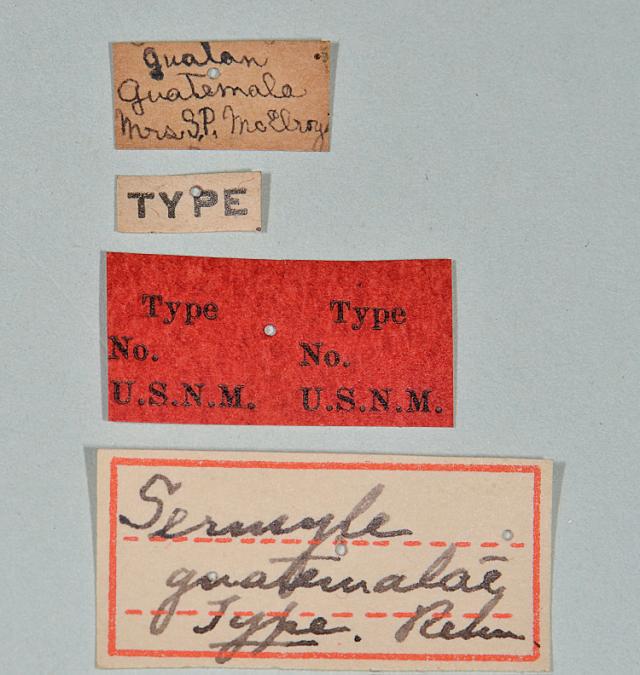 Gualan
Guatemala
Mrs. S.P. McElroy
TYPE
Type Type
No. No.
U.S.N.M. U.S.N.M.
Sermyle
guatemalae
Type. Rehn